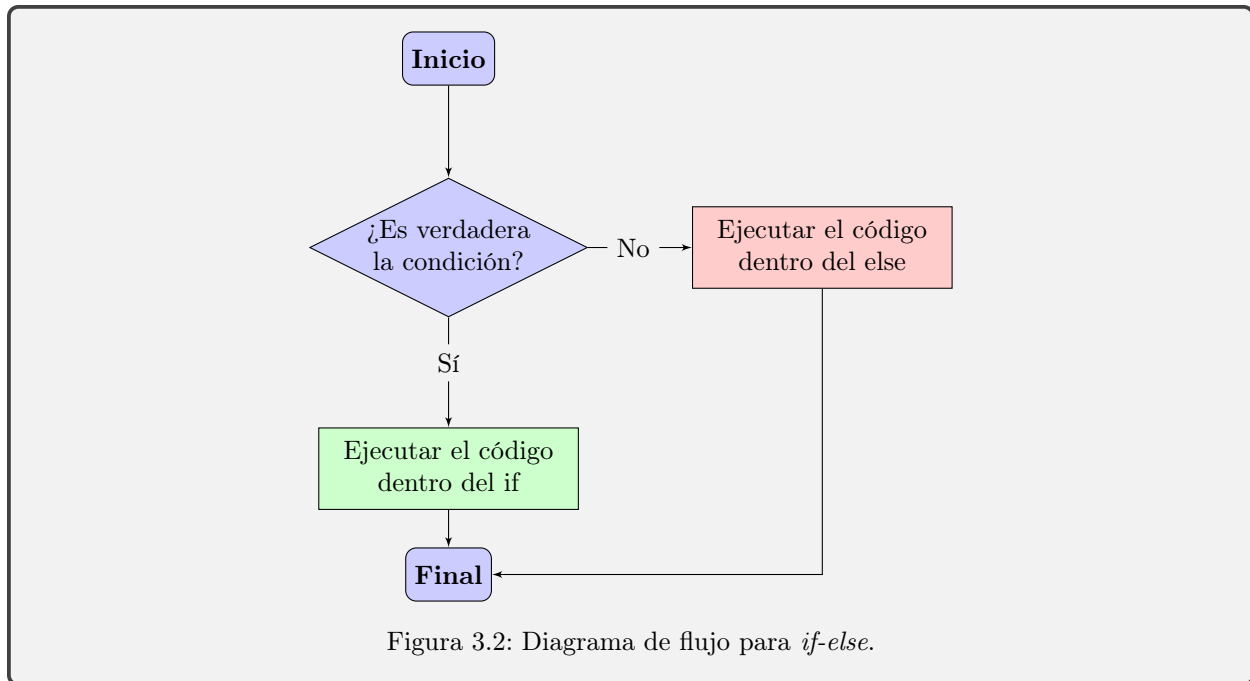 Inicio
¿Es verdadera
la condición?
No
Ejecutar el código
dentro del else
Sí
Ejecutar el código
dentro del if
Final
Figura 3.2: Diagrama de flujo para if-else.